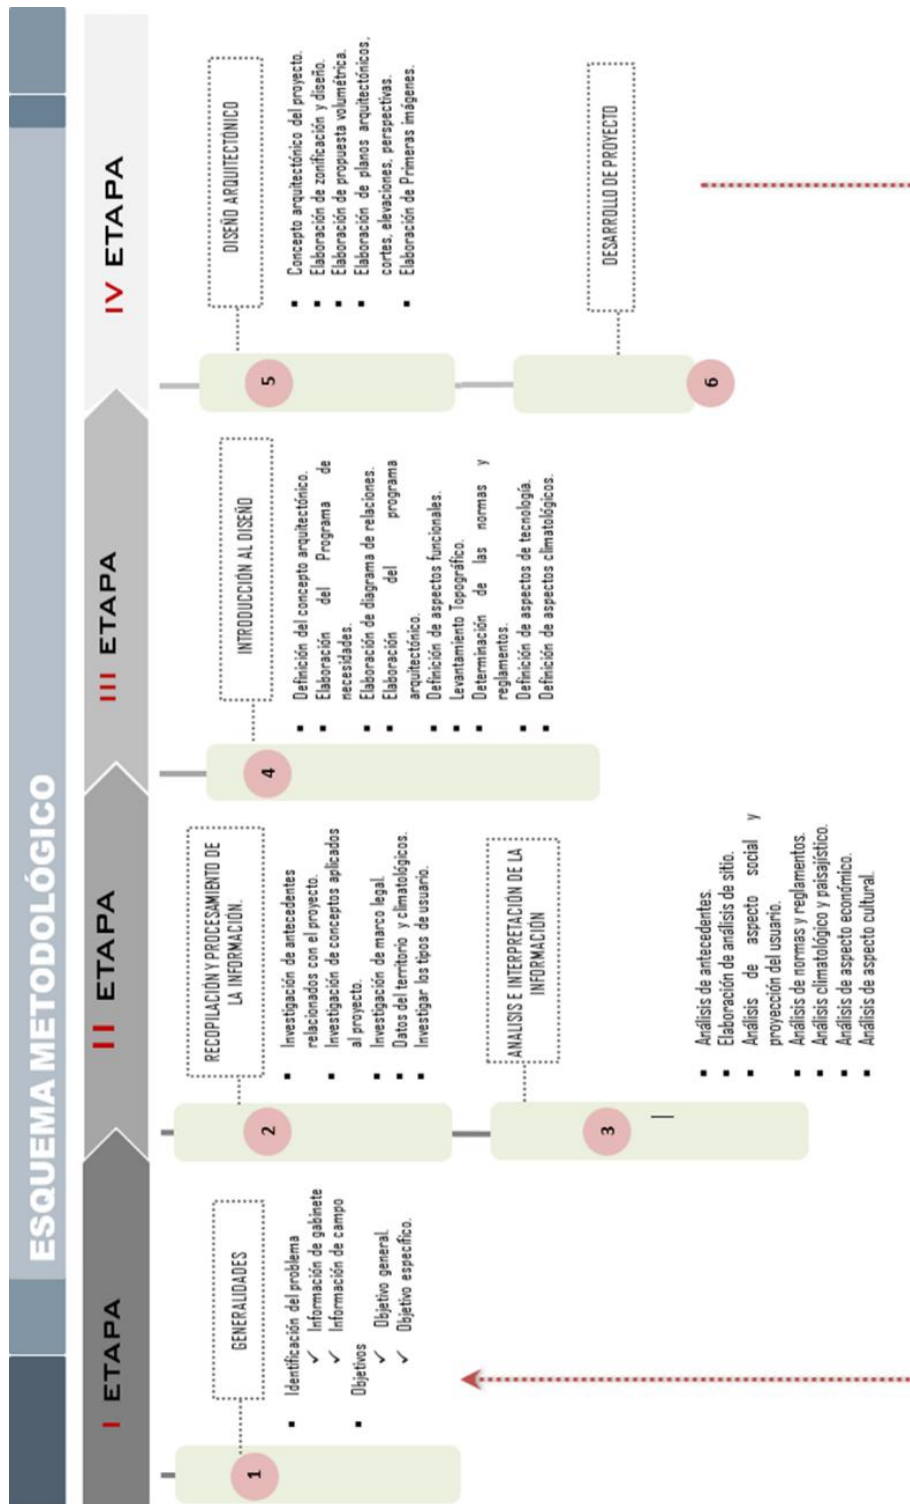 ESQUEMA METODOLÓGICO
I ETAPA
II ETAPA
III ETAPA
IV ETAPA
1
GENERALIDADES
Identificación del problema
Información de gabinete
Información de campo
Objetivos
Objetivo general.
Objetivo específico.
2
RECOPILACIÓN Y PROCESAMIENTO DE
LA INFORMACIÓN.
Investigación de antecedentes
relacionados con el proyecto.
Investigación de conceptos aplicados
al proyecto.
Investigación de marco legal.
Datos del territorio y climatológicos.
Investigar los tipos de usuario.
3
ANALISIS E INTERPRETACIÓN DE LA
INFORMACIÓN
Análisis de antecedentes.
Elaboración de análisis de sitio.
Análisis de aspecto social y
proyección del usuario.
Análisis de normas y reglamentos.
Análisis climatológico y paisajístico.
Análisis de aspecto económico.
Análisis de aspecto cultural.
4
INTRODUCCIÓN AL DISEÑO
Definición del concepto arquitectónico.
Elaboración del Programa de
necesidades.
Elaboración de diagrama de relaciones.
Elaboración del programa
arquitectónico.
Definición de aspectos funcionales.
Levantamiento Topográfico.
Determinación de las normas y
reglamentos.
Definición de aspectos de tecnología.
Definición de aspectos climatológicos.
5
DISEÑO ARQUITECTÓNICO
Concepto arquitectónico del proyecto.
Elaboración de zonificación y diseño.
Elaboración de propuesta volumétrica.
Elaboración de planos arquitectónicos,
cortes, elevaciones, perspectivas.
Elaboración de Primeras imágenes.
6
DESARROLLO DE PROYECTO